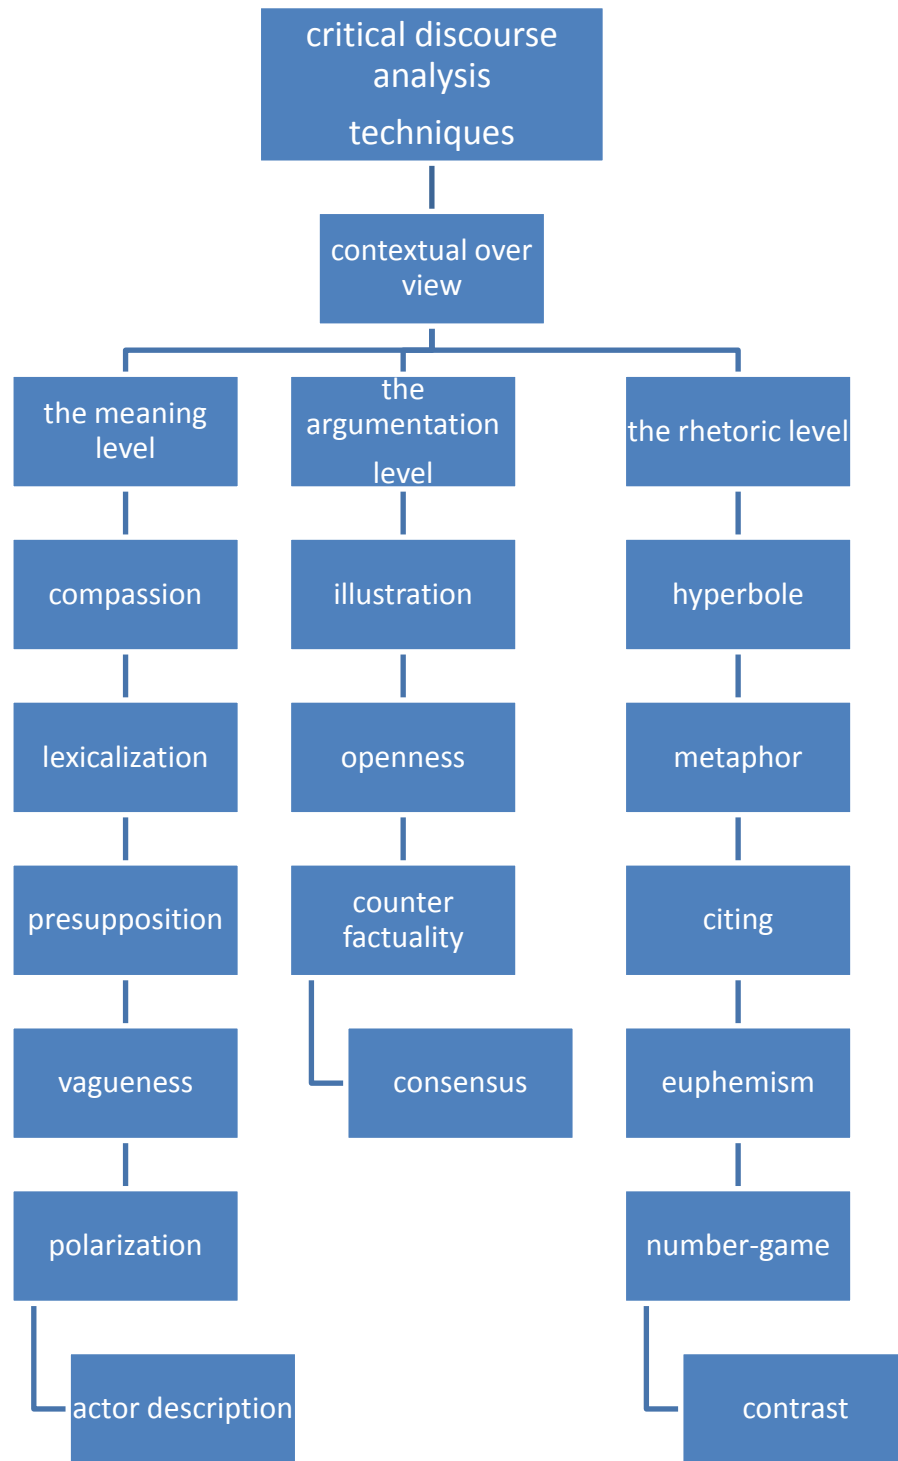 critical discourse
analysis
techniques
contextual over
view
the meaning
level
compassion
lexicalization
presupposition
vagueness
polarization
actor description
the
argumentation
level
illustration
openness
counter
factuality
consensus
the rhetoric level
hyperbole
metaphor
citing
euphemism
number-game
contrast